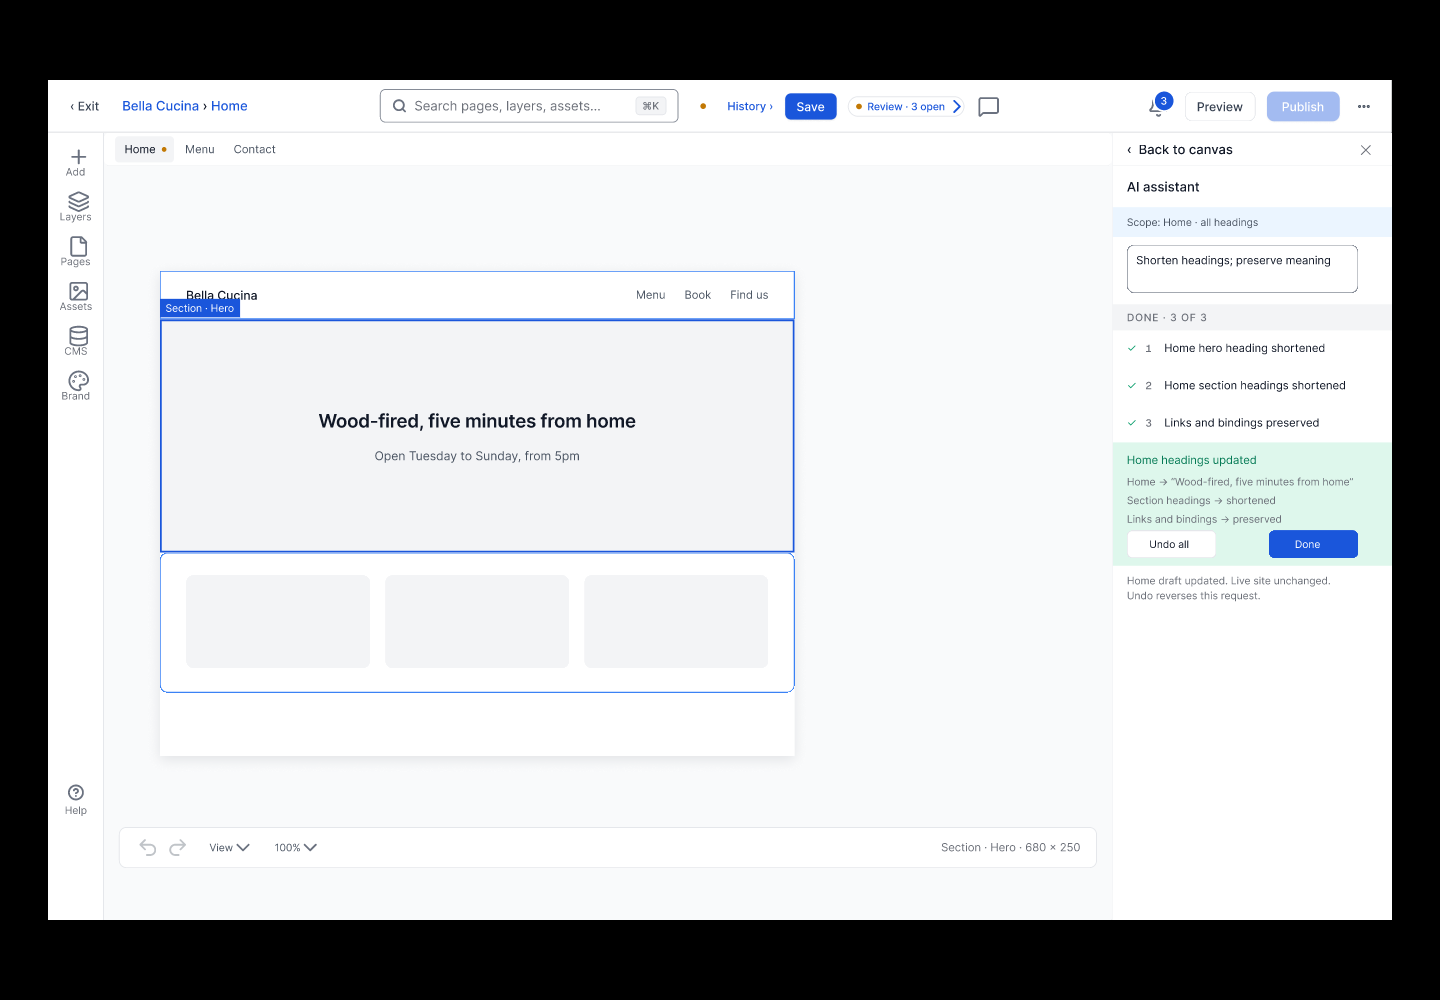 ‹ Exit
Bella Cucina › Home
Search pages, layers, assets...
⌘K
History ›
Save
Review · 3 open
3
Preview
Publish
Home
Menu
Contact
‹ Back to canvas
Add
Layers
Pages
Assets
CMS
Brand
Help
AI assistant
Scope: Home · all headings
Shorten headings; preserve meaning
DONE · 3 OF 3
1 Home hero heading shortened
2 Home section headings shortened
3 Links and bindings preserved
Home headings updated
Home → “Wood-fired, five minutes from home”
Section headings → shortened
Links and bindings → preserved
Undo all
Done
Home draft updated. Live site unchanged.
Undo reverses this request.
Bella Cucina
Menu
Book
Find us
Section · Hero
Wood-fired, five minutes from home
Open Tuesday to Sunday, from 5pm
View
100%
Section · Hero · 680 × 250